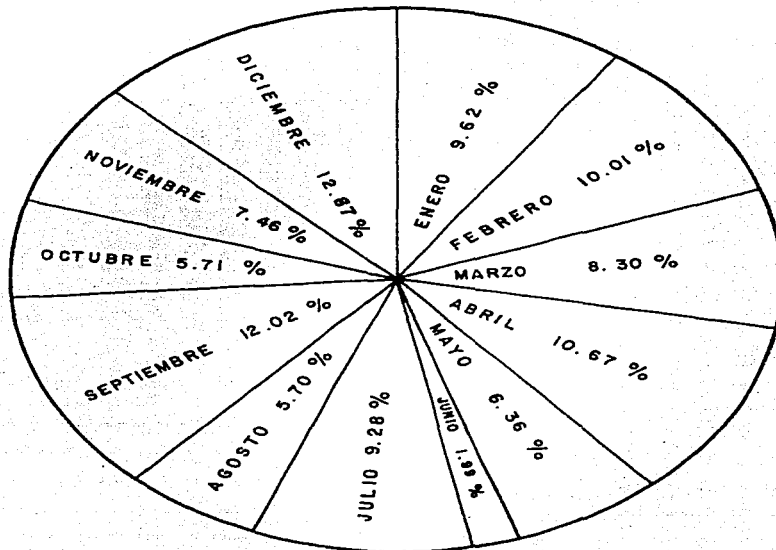 ENERO 9.62 %
FEBRERO 10.01 %
MARZO 8.30 %
ABRIL 10.67 %
MAYO 6.36 %
JUNIO 1.99 %
JULIO 9.28 %
AGOSTO 5.70 %
SEPTIEMBRE 12.02 %
OCTUBRE 5.71 %
NOVIEMBRE 7.46 %
DICIEMBRE 12.87 %